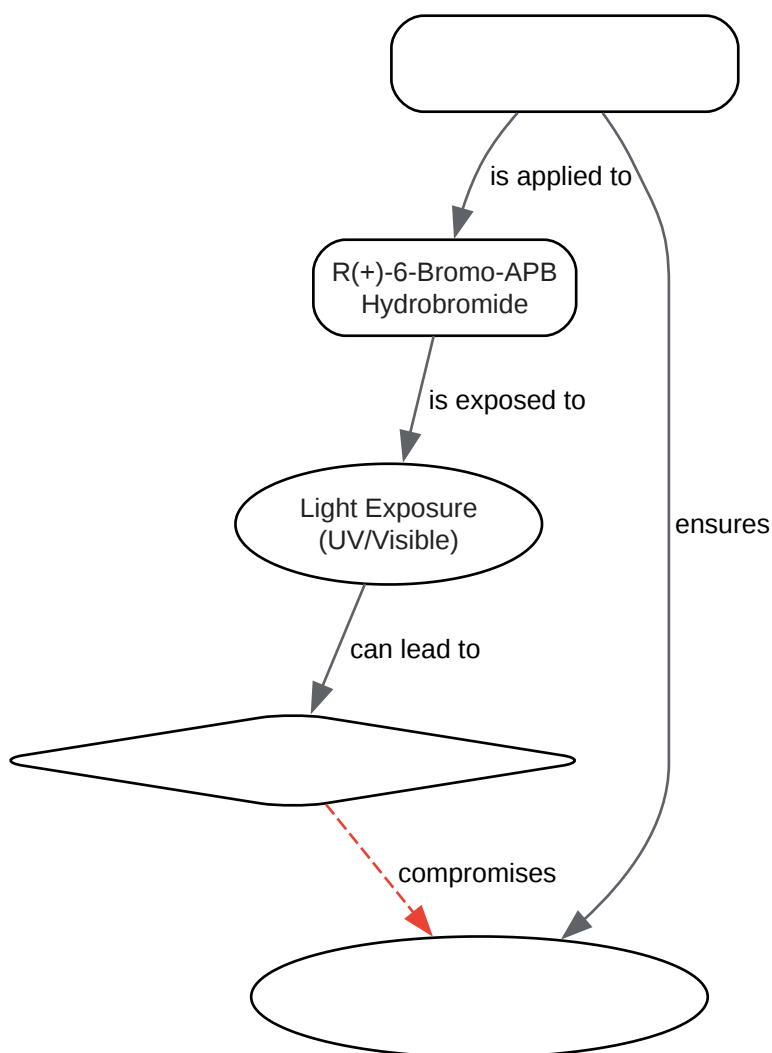 is applied to
R(+)-6-Bromo-APB
Hydrobromide
is exposed to
Light Exposure
(UV/Visible)
ensures
can lead to
compromises